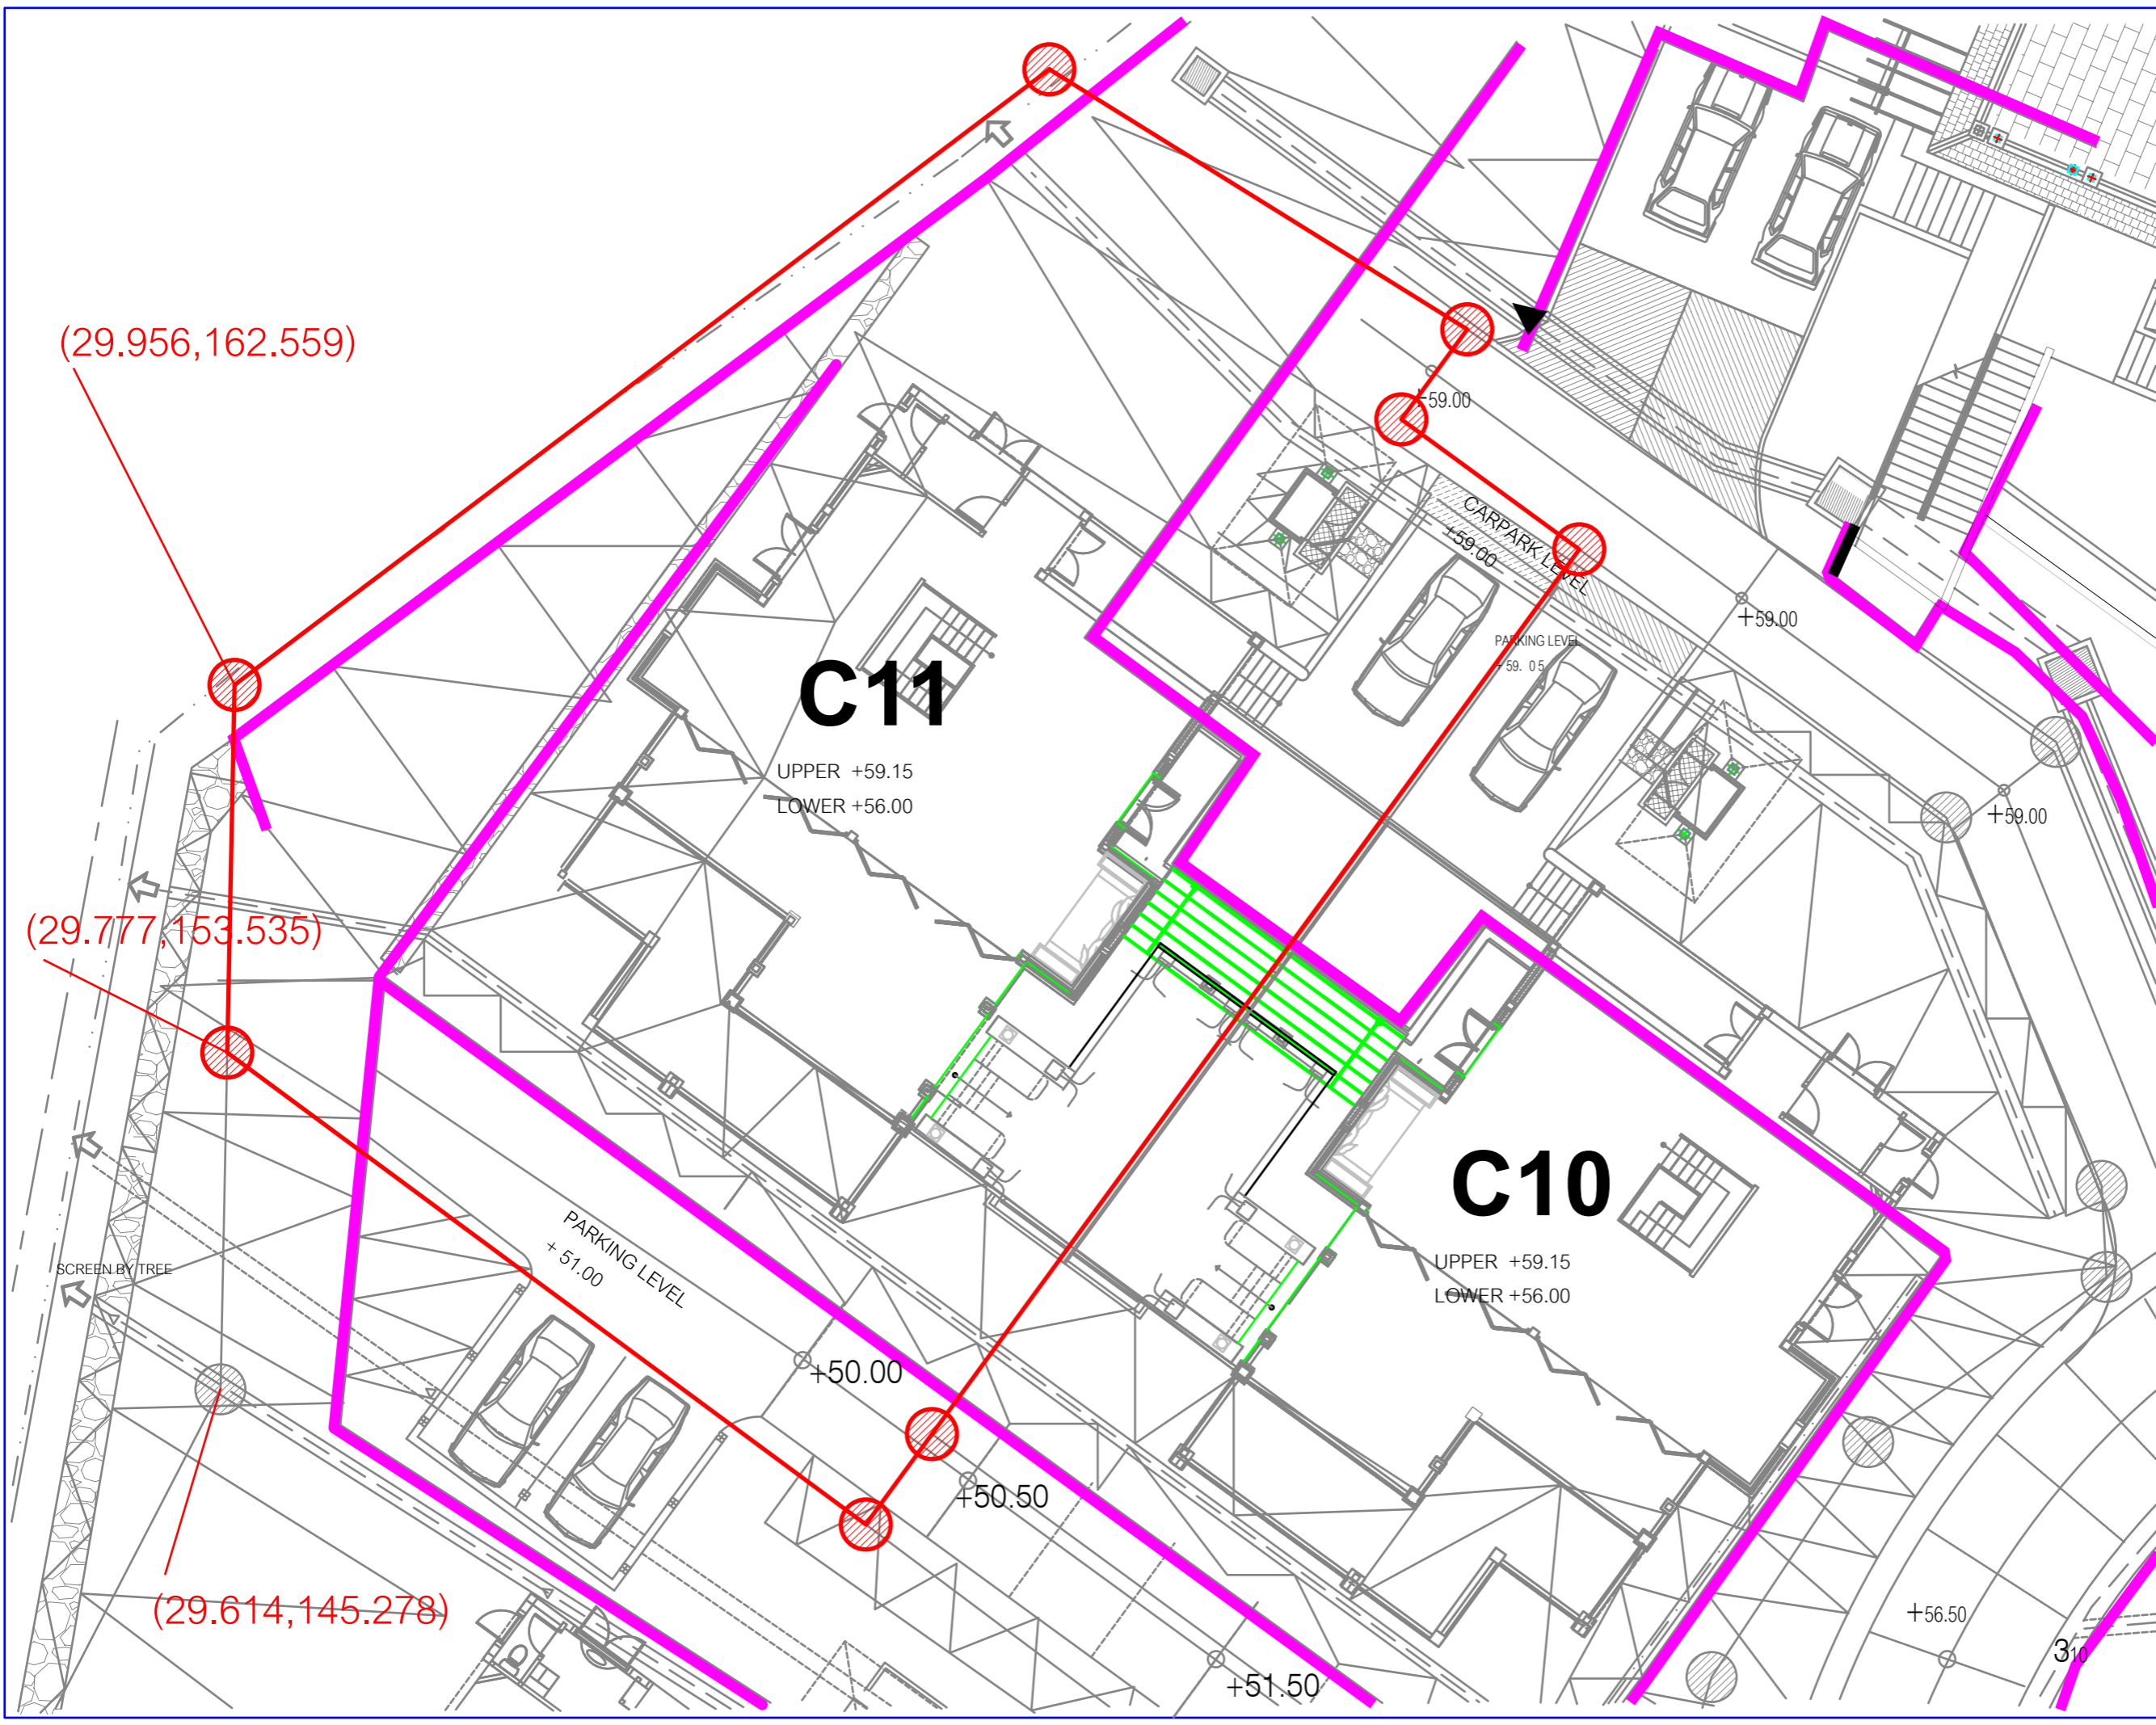 (29.956,162.559)
+59.00
CARPARK LEVEL
+59.00
+59.00
PARKING LEVEL
+ 59. 05
C11
UPPER +59.15
LOWER +56.00
+59.00
(29.777,153.535)
C10
UPPER +59.15
LOWER +56.00
PARKING LEVEL
+ 51.00
SCREEN BY TREE
+50.00
+50.50
(29.614,145.278)
+56.50
310
+51.50